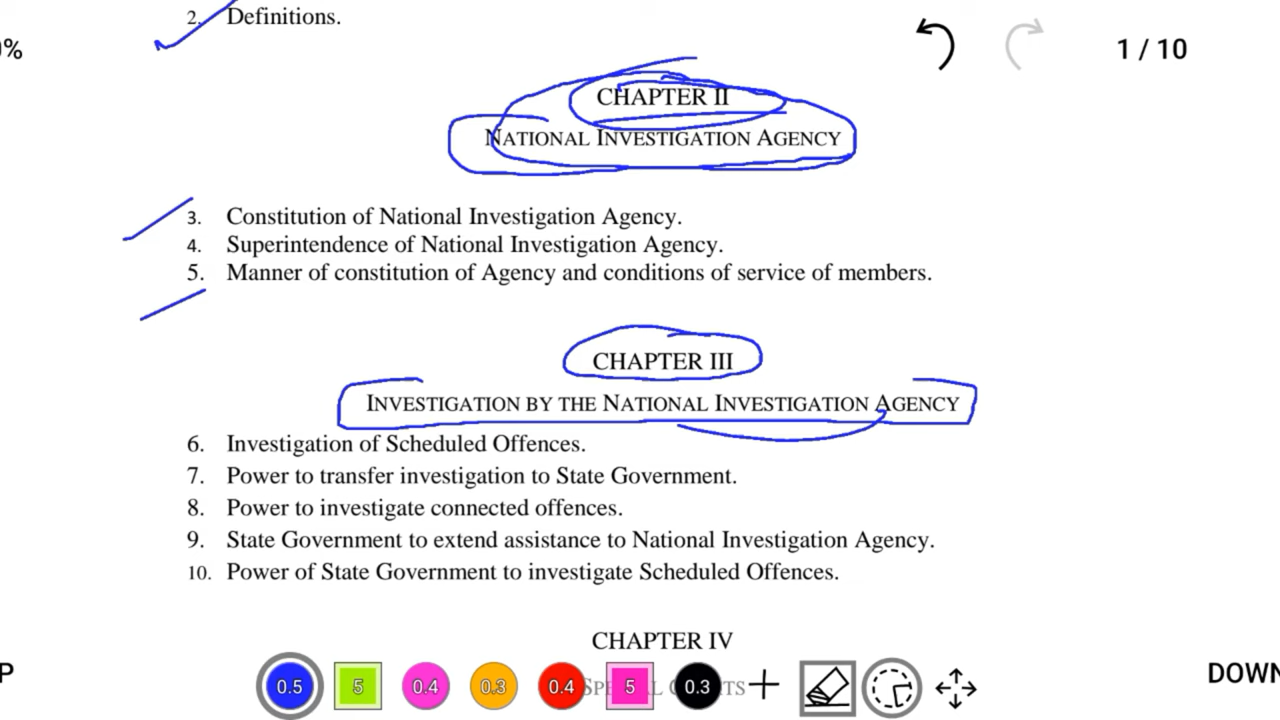 2. Definitions.
0%
1 / 10
CHAPTER II
NATIONAL INVESTIGATION AGENCY
3. Constitution of National Investigation Agency.
4. Superintendence of National Investigation Agency.
5. Manner of constitution of Agency and conditions of service of members.
CHAPTER III
INVESTIGATION BY THE NATIONAL INVESTIGATION AGENCY
6. Investigation of Scheduled Offences.
7. Power to transfer investigation to State Government.
8. Power to investigate connected offences.
9. State Government to extend assistance to National Investigation Agency.
10. Power of State Government to investigate Scheduled Offences.
CHAPTER IV
P
DOWN
0.5 5 0.4 0.3 0.4 5 0.3